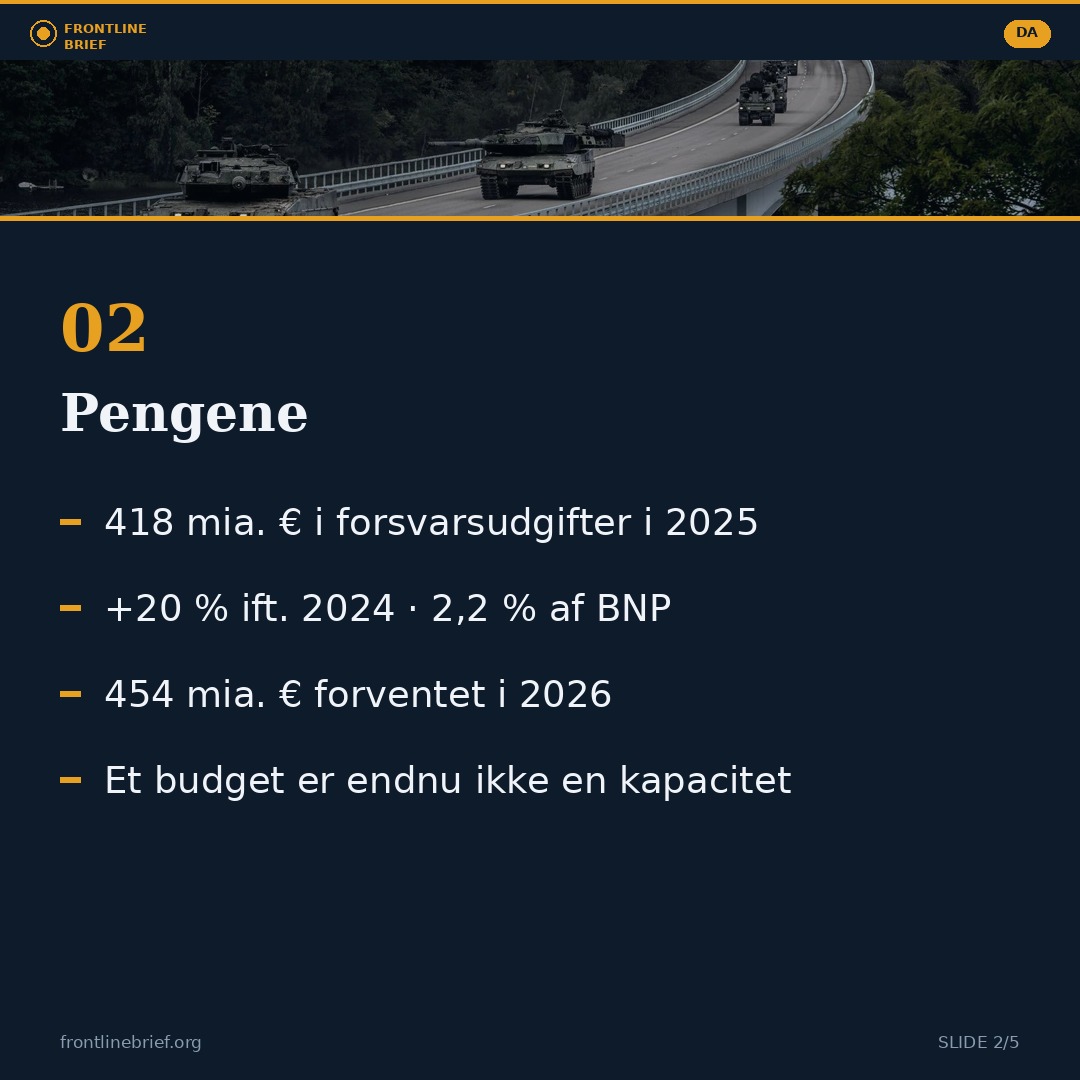 FRONTLINE
BRIEF
DA
02
Pengene
418 mia. € i forsvarsudgifter i 2025
+20 % ift. 2024 · 2,2 % af BNP
454 mia. € forventet i 2026
Et budget er endnu ikke en kapacitet
frontlinebrief.org
SLIDE 2/5